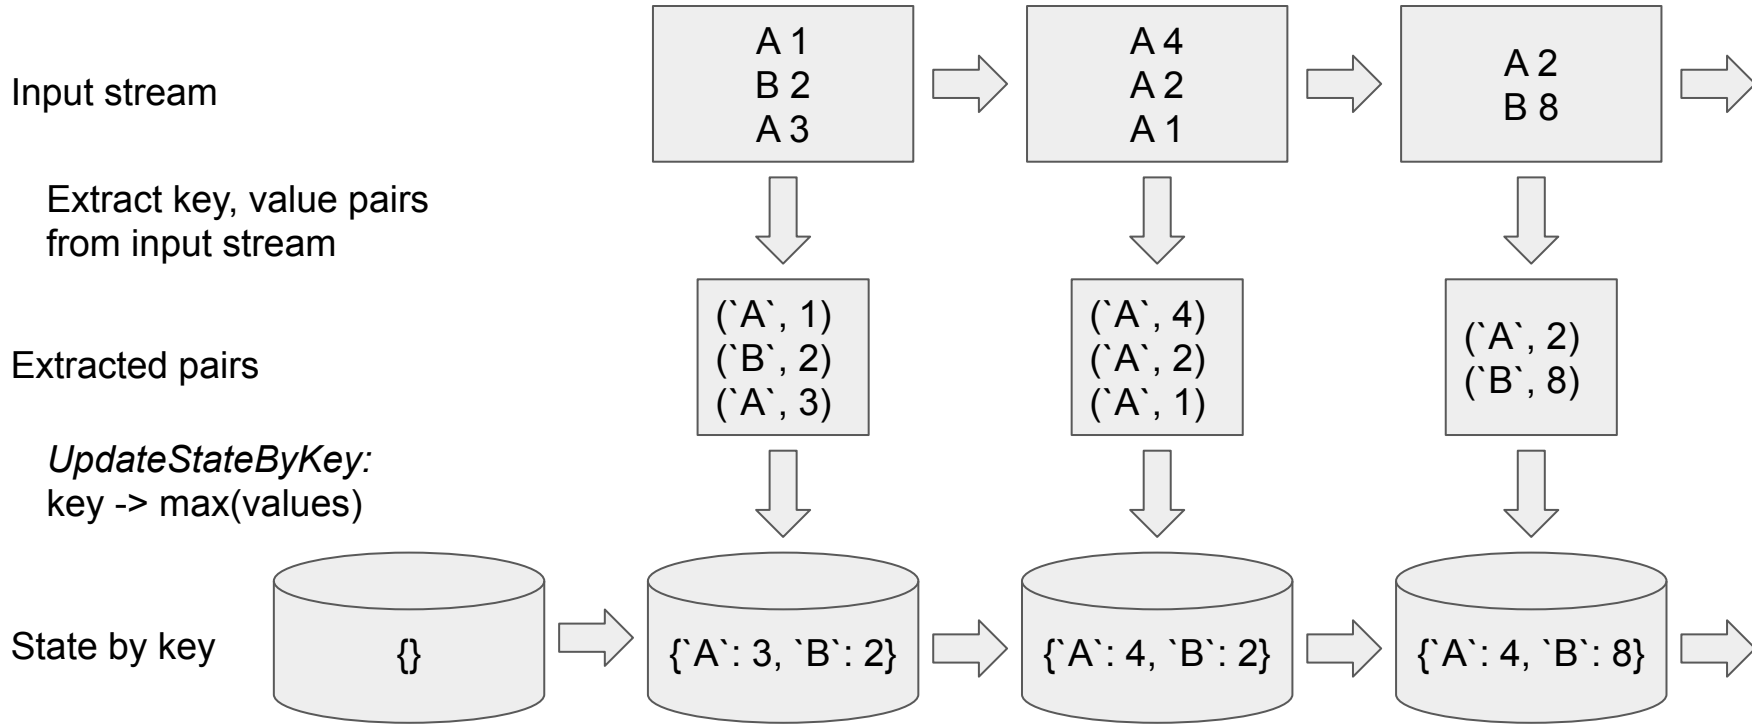 Input stream
A 1
B 2
A 3
A 4
A 2
A 1
A 2
B 8
Extract key, value pairs
from input stream
Extracted pairs
(`A`, 1)
(`B`, 2)
(`A`, 3)
(`A`, 4)
(`A`, 2)
(`A`, 1)
(`A`, 2)
(`B`, 8)
UpdateStateByKey:
key -> max(values)
State by key
{}
{`A`: 3, `B`: 2}
{`A`: 4, `B`: 2}
{`A`: 4, `B`: 8}